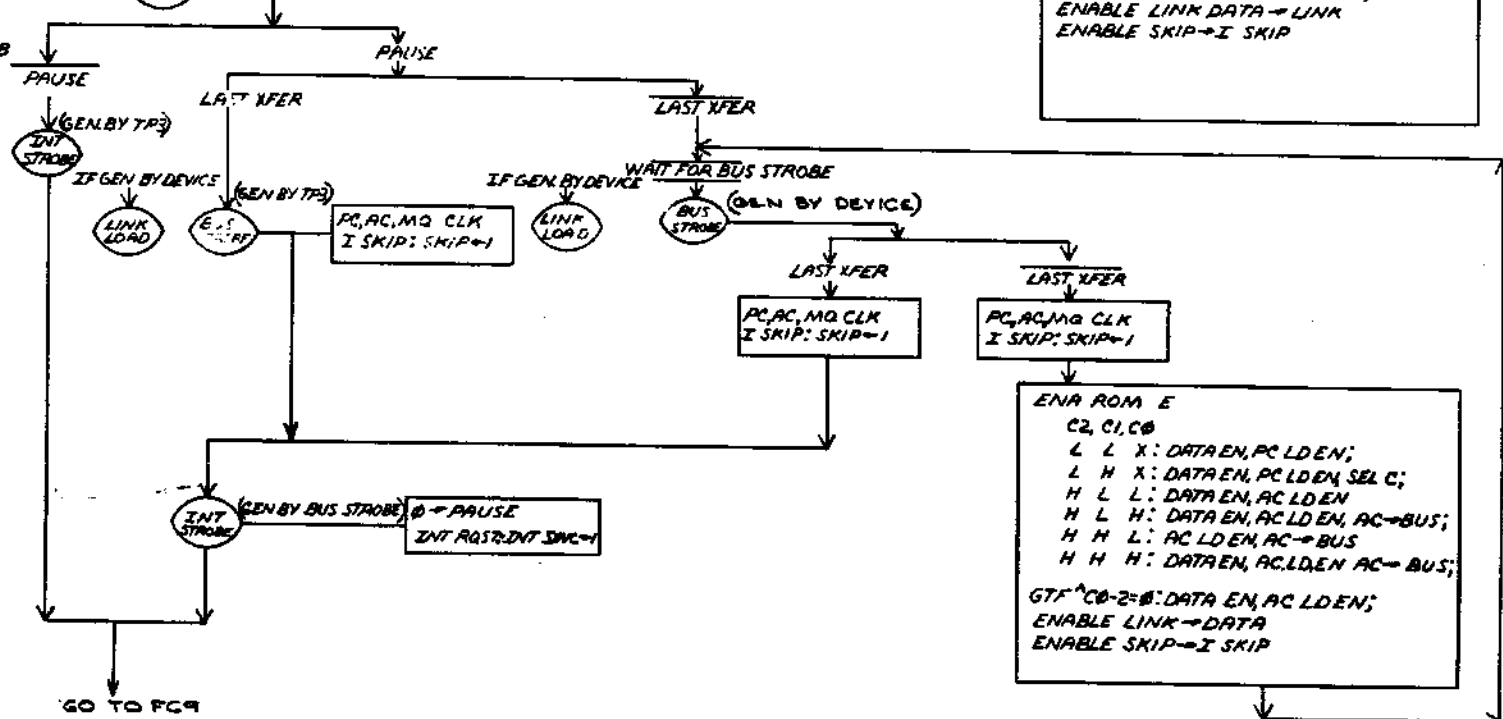 ENABLE LINK DATA → LINK
ENABLE SKIP → I SKIP
PAUSE
PAUSE
LAST XFER
LAST XFER
(GEN. BY TP3)
INT
STROBE
WAIT FOR BUS STROBE
IF GEN BY DEVICE
LINK
LOAD
(GEN BY TP3)
PC, AC, MQ CLK
I SKIP: SKIP←1
IF GEN. BY DEVICE
LINK
LOAD
BUS
STROBE
(GEN BY DEVICE)
LAST XFER
LAST XFER
PC, AC, MQ CLK
I SKIP: SKIP←1
PC, AC, MQ CLK
I SKIP: SKIP←1
ENA ROM E
C2, C1, CØ
L L X: DATA EN, PC LD EN;
L H X: DATA EN, PC LD EN, SEL C;
H L L: DATA EN, AC LD EN
H L H: DATA EN, AC LD EN, AC→BUS;
H H L: AC LD EN, AC→BUS
H H H: DATA EN, AC LD EN AC→BUS;
GTF ^ CØ-2=Ø: DATA EN, AC LD EN;
ENABLE LINK → DATA
ENABLE SKIP → I SKIP
INT
STROBE
(GEN BY BUS STROBE)
Ø → PAUSE
INT RQST: INT SYNC←1
GO TO FC9